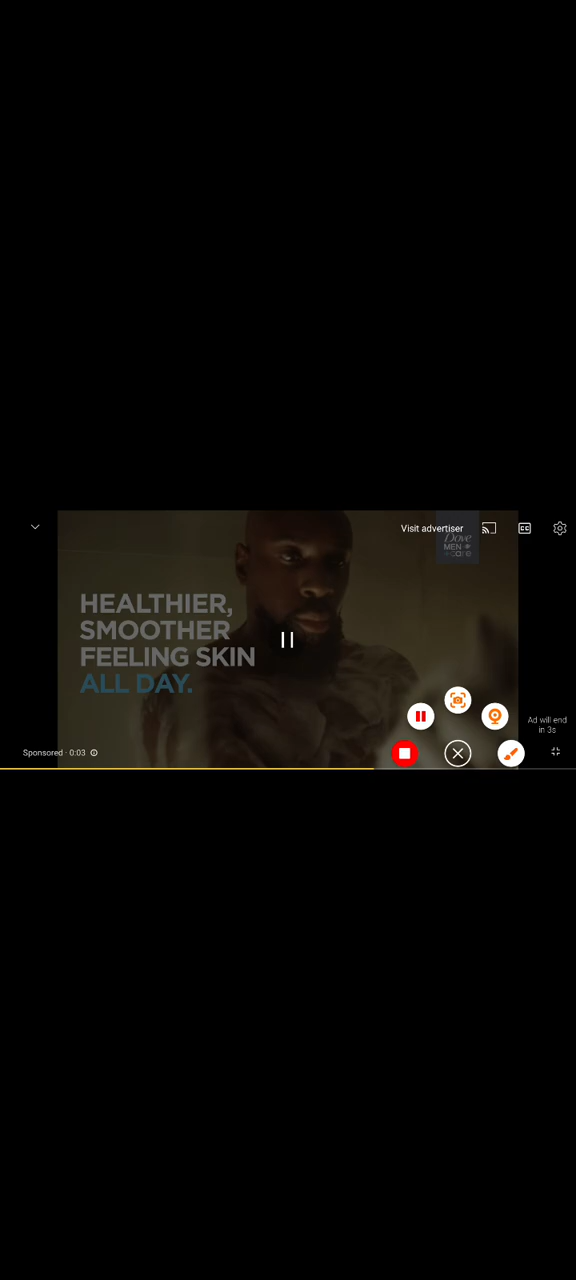 Visit advertiser
CC
Dove
MEN
+care
HEALTHIER,
SMOOTHER
FEELING SKIN
ALL DAY.
Ad will end
in 3s
Sponsored · 0:03